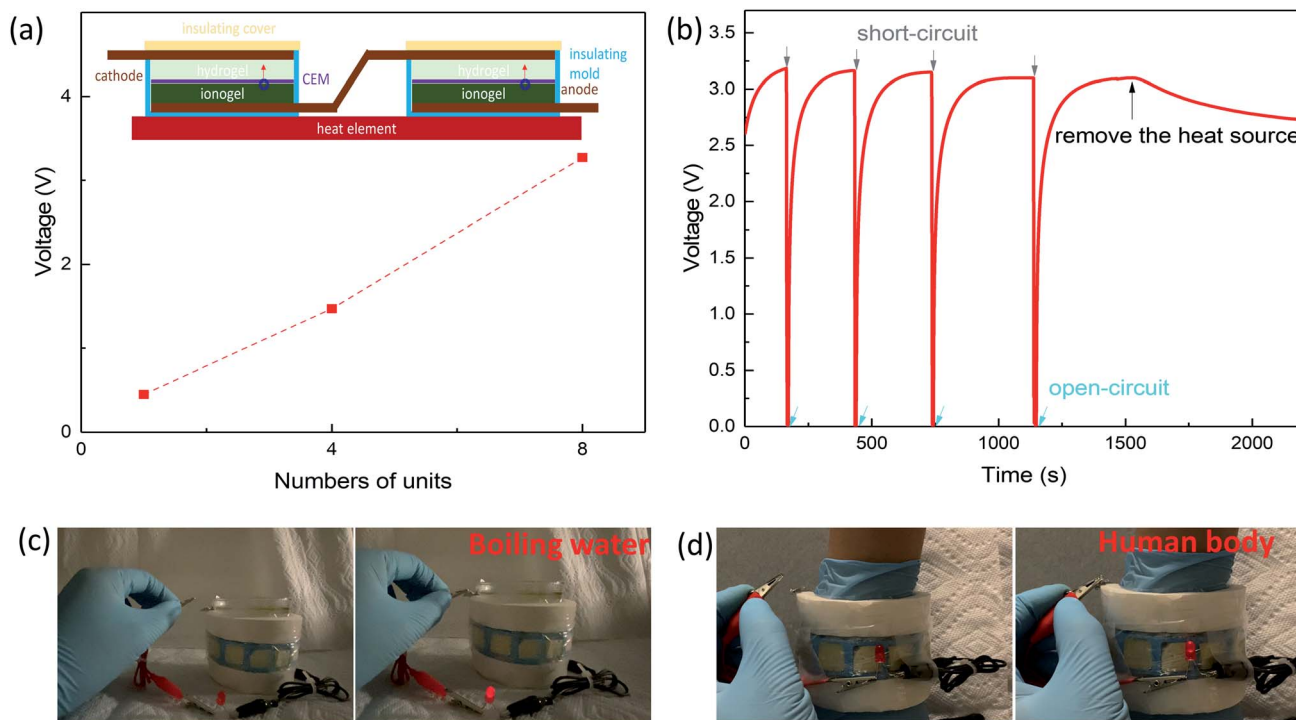 (a)
insulating cover
cathode
hydrogel
ionogel
CEM
hydrogel
ionogel
insulating
mold
anode
heat element
4
2
0
Voltage (V)
0
4
8
Numbers of units
(b)
short-circuit
remove the heat source
open-circuit
3.5
3.0
2.5
2.0
1.5
1.0
0.5
0.0
Voltage (V)
0
500
1000
1500
2000
Time (s)
(c)
Boiling water
(d)
Human body